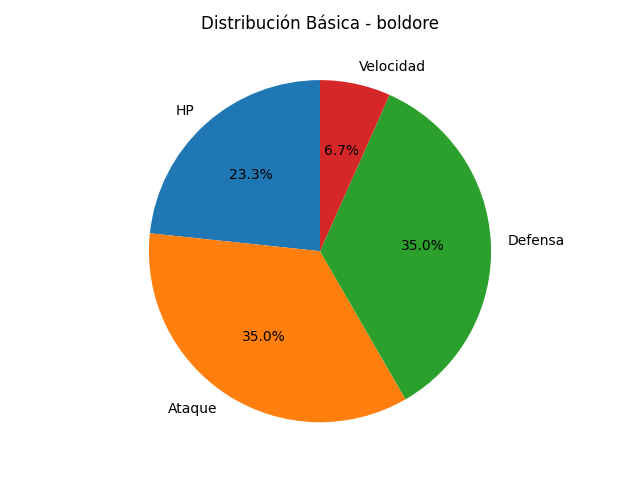 Distribución Básica - boldore
Velocidad
HP
6.7%
23.3%
Defensa
35.0%
35.0%
Ataque